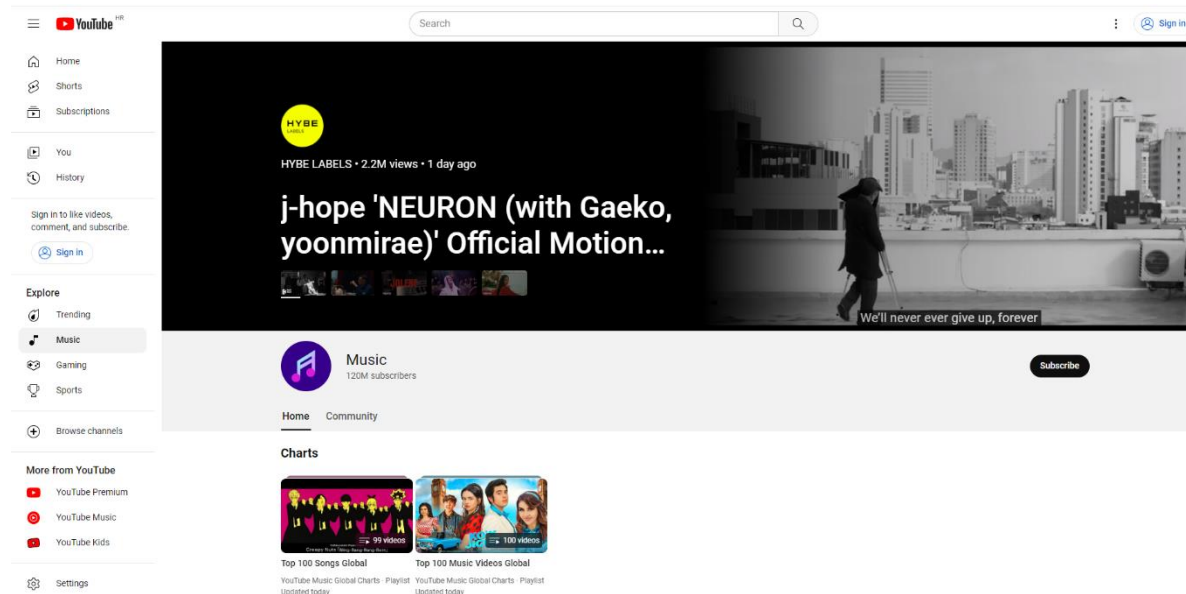 YouTube HR
Search
Sign in
Home
Shorts
Subscriptions
You
History
Sign in to like videos,
comment, and subscribe.
Sign in
Explore
Trending
Music
Gaming
Sports
Browse channels
More from YouTube
YouTube Premium
YouTube Music
YouTube Kids
Settings
HYBE
LABELS
HYBE LABELS • 2.2M views • 1 day ago
j-hope 'NEURON (with Gaeko,
yoonmirae)' Official Motion...
We'll never ever give up, forever
Music
120M subscribers
Subscribe
Home Community
Charts
99 videos
100 videos
Top 100 Songs Global
YouTube Music Global Charts · Playlist
Updated today
Top 100 Music Videos Global
YouTube Music Global Charts · Playlist
Updated today